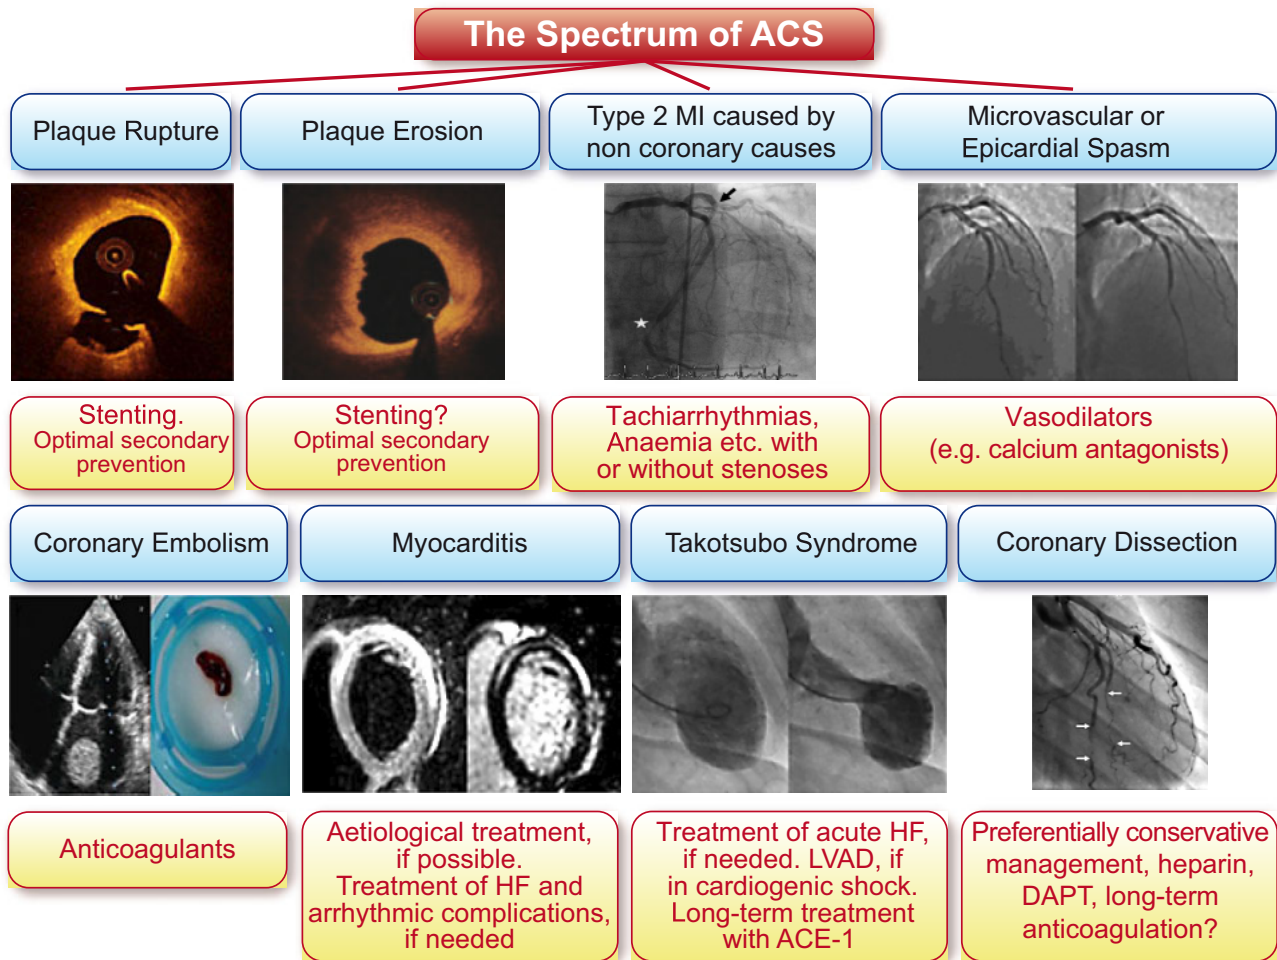 The Spectrum of ACS
Plaque Rupture
Plaque Erosion
Type 2 MI caused by
non coronary causes
Microvascular or
Epicardial Spasm
Stenting.
Optimal secondary
prevention
Stenting?
Optimal secondary
prevention
Tachiarrhythmias,
Anaemia etc. with
or without stenoses
Vasodilators
(e.g. calcium antagonists)
Coronary Embolism
Myocarditis
Takotsubo Syndrome
Coronary Dissection
Anticoagulants
Aetiological treatment,
if possible.
Treatment of HF and
arrhythmic complications,
if needed
Treatment of acute HF,
if needed. LVAD, if
in cardiogenic shock.
Long-term treatment
with ACE-1
Preferentially conservative
management, heparin,
DAPT, long-term
anticoagulation?